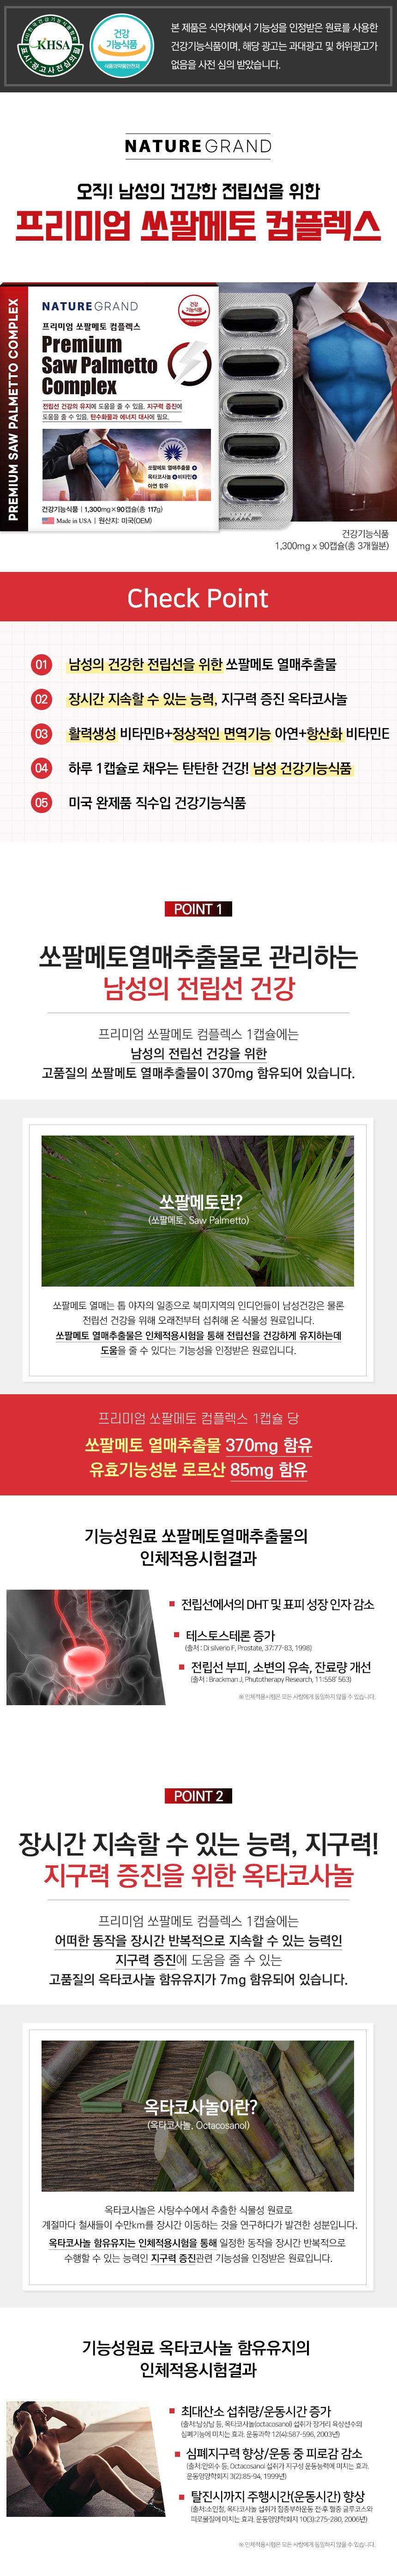 KHSA
표시·광고사전심의필
건강
기능식품
식품의약품안전처
본 제품은 식약처에서 기능성을 인정받은 원료를 사용한
건강기능식품이며, 해당 광고는 과대광고 및 허위광고가
없음을 사전 심의 받았습니다.
NATUREGRAND
오직! 남성의 건강한 전립선을 위한
프리미엄 쏘팔메토 컴플렉스
PREMIUM SAW PALMETTO COMPLEX
NATUREGRAND
건강
기능식품
프리미엄 쏘팔메토 컴플렉스
Premium
Saw Palmetto
Complex
전립선 건강의 유지에 도움을 줄 수 있음. 지구력 증진에
도움을 줄 수 있음. 탄수화물과 에너지 대사에 필요.
쏘팔메토 열매추출물 +
옥타코사놀 + 비타민 +
아연 함유
건강기능식품 | 1,300mg×90캡슐(총 117g)
Made in USA | 원산지: 미국(OEM)
건강기능식품
1,300mg x 90캡슐(총 3개월분)
Check Point
01 남성의 건강한 전립선을 위한 쏘팔메토 열매추출물
02 장시간 지속할 수 있는 능력, 지구력 증진 옥타코사놀
03 활력생성 비타민B+정상적인 면역기능 아연+항산화 비타민E
04 하루 1캡슐로 채우는 탄탄한 건강! 남성 건강기능식품
05 미국 완제품 직수입 건강기능식품
POINT 1
쏘팔메토열매추출물로 관리하는
남성의 전립선 건강
프리미엄 쏘팔메토 컴플렉스 1캡슐에는
남성의 전립선 건강을 위한
고품질의 쏘팔메토 열매추출물이 370mg 함유되어 있습니다.
쏘팔메토란?
(쏘팔메토, Saw Palmetto)
쏘팔메토 열매는 톱 야자의 일종으로 북미지역의 인디언들이 남성건강은 물론
전립선 건강을 위해 오래전부터 섭취해 온 식물성 원료입니다.
쏘팔메토 열매추출물은 인체적용시험을 통해 전립선을 건강하게 유지하는데
도움을 줄 수 있다는 기능성을 인정받은 원료입니다.
프리미엄 쏘팔메토 컴플렉스 1캡슐 당
쏘팔메토 열매추출물 370mg 함유
유효기능성분 로르산 85mg 함유
기능성원료 쏘팔메토열매추출물의
인체적용시험결과
전립선에서의 DHT 및 표피 성장 인자 감소
테스토스테론 증가
(출처 : Di silverio F, Prostate, 37:77-83, 1998)
전립선 부피, 소변의 유속, 잔료량 개선
(출처 : Brackman J, Phutotherapy Research, 11:558' 563)
※ 인체적용시험은 모든 사람에게 동일하지 않을 수 있습니다.
POINT 2
장시간 지속할 수 있는 능력, 지구력!
지구력 증진을 위한 옥타코사놀
프리미엄 쏘팔메토 컴플렉스 1캡슐에는
어떠한 동작을 장시간 반복적으로 지속할 수 있는 능력인
지구력 증진에 도움을 줄 수 있는
고품질의 옥타코사놀 함유유지가 7mg 함유되어 있습니다.
옥타코사놀이란?
(옥타코사놀, Octacosanol)
옥타코사놀은 사탕수수에서 추출한 식물성 원료로
계절마다 철새들이 수만km를 장시간 이동하는 것을 연구하다가 발견한 성분입니다.
옥타코사놀 함유유지는 인체적용시험을 통해 일정한 동작을 장시간 반복적으로
수행할 수 있는 능력인 지구력 증진관련 기능성을 인정받은 원료입니다.
기능성원료 옥타코사놀 함유유지의
인체적용시험결과
최대산소 섭취량/운동시간 증가
(출처:남상남 등, 옥타코사놀(octacosanol) 섭취가 장거리 육상선수의
심폐기능에 미치는 효과. 운동과학 12(4):587-596, 2003년)
심폐지구력 향상/운동 중 피로감 감소
(출처:안의수 등, Octacosanol 섭취가 지구성 운동능력에 미치는 효과.
운동영양학회지 3(2):85-94, 1999년)
탈진시까지 주행시간(운동시간) 향상
(출처:소인철, 옥타코사놀 섭취가 점증부하운동 전·후 혈중 글루코스와
피로물질에 미치는 효과. 운동영양학회지 10(3):275-280, 2006년)
※ 인체적용시험은 모든 사람에게 동일하지 않을 수 있습니다.